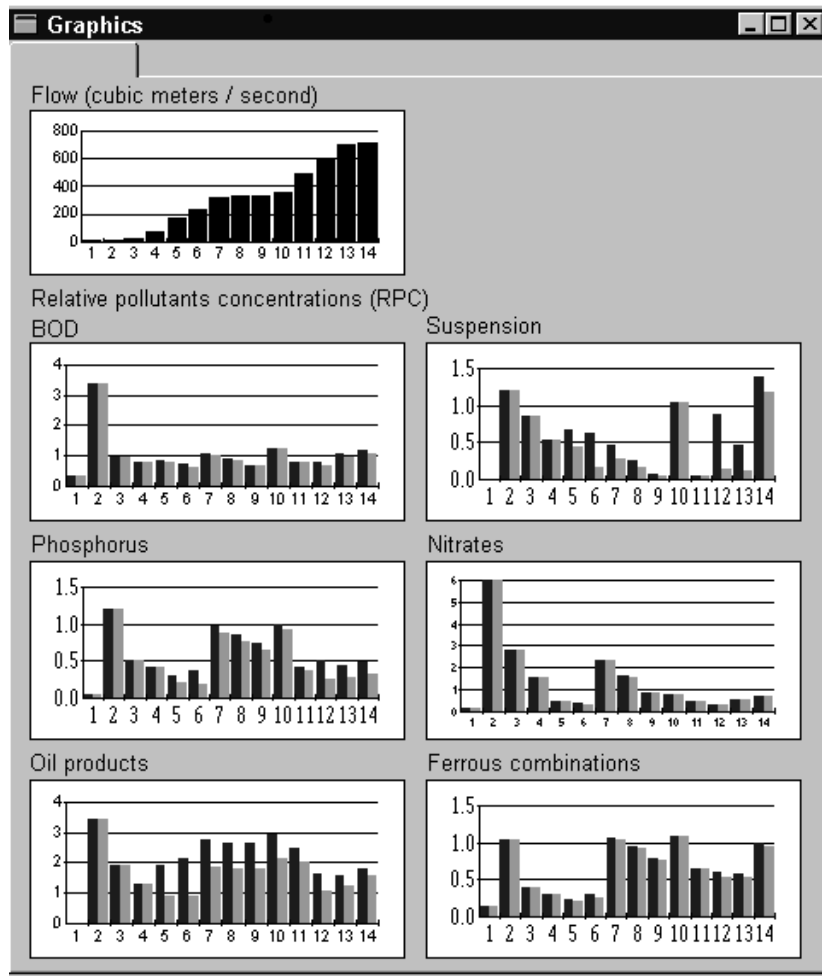 Graphics
Flow (cubic meters / second)
800
600
400
200
0
1 2 3 4 5 6 7 8 9 10 11 12 13 14
Relative pollutants concentrations (RPC)
BOD
4
3
2
1
0
1 2 3 4 5 6 7 8 9 10 11 12 13 14
Suspension
1.5
1.0
0.5
0.0
1 2 3 4 5 6 7 8 9 10 11 12 13 14
Phosphorus
1.5
1.0
0.5
0.0
1 2 3 4 5 6 7 8 9 10 11 12 13 14
Nitrates
6
5
4
3
2
1
0
1 2 3 4 5 6 7 8 9 10 11 12 13 14
Oil products
4
3
2
1
0
1 2 3 4 5 6 7 8 9 10 11 12 13 14
Ferrous combinations
1.5
1.0
0.5
0.0
1 2 3 4 5 6 7 8 9 10 11 12 13 14